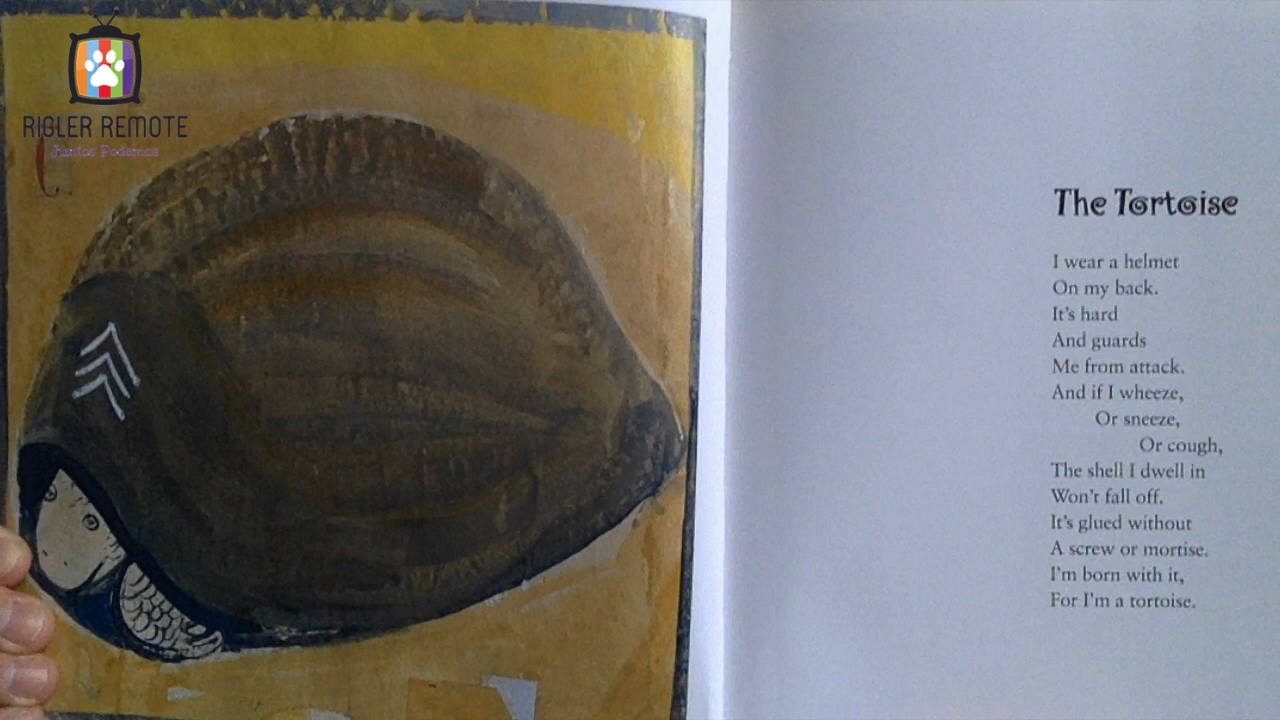 RIGLER REMOTE
Juntos Podemos
The Tortoise
I wear a helmet
On my back.
It's hard
And guards
Me from attack.
And if I wheeze,
Or sneeze,
Or cough,
The shell I dwell in
Won't fall off.
It's glued without
A screw or mortise.
I'm born with it,
For I'm a tortoise.